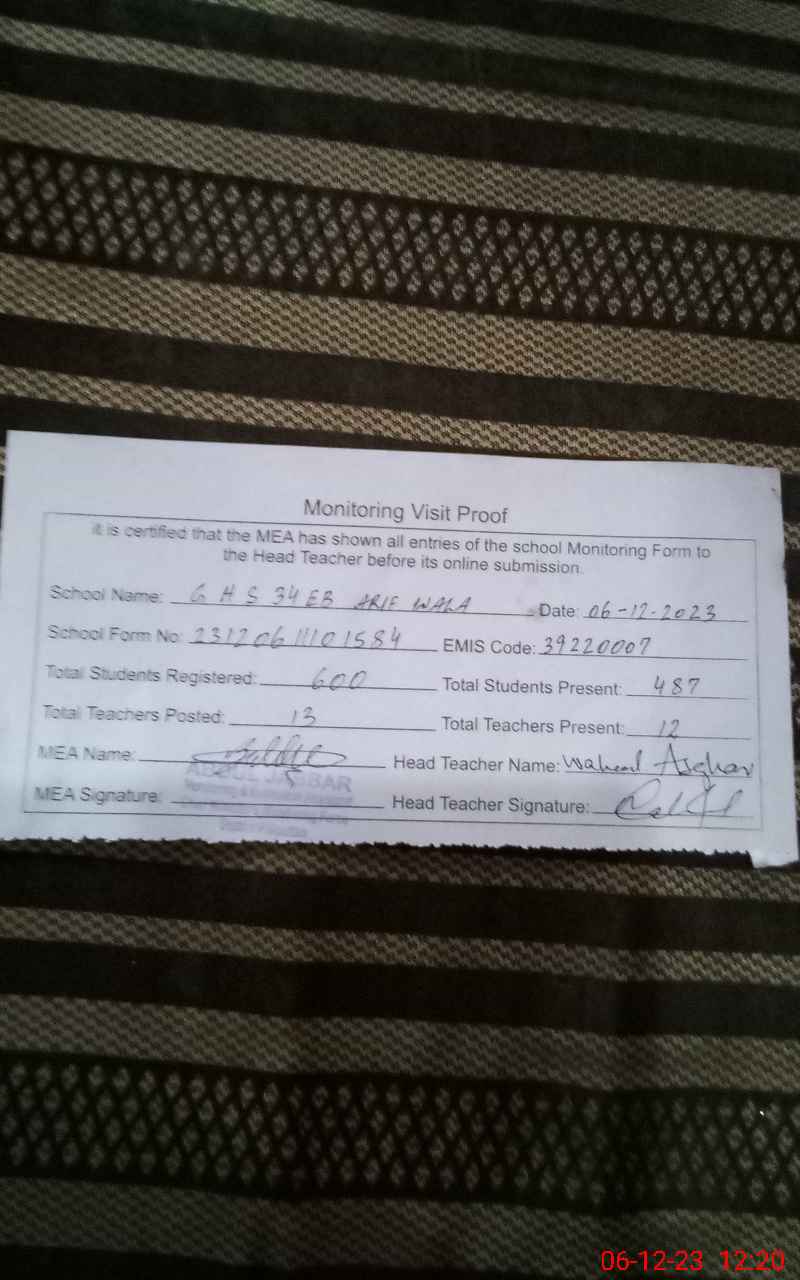 Monitoring Visit Proof
it is certified that the MEA has shown all entries of the school Monitoring Form to
the Head Teacher before its online submission.
School Name: G H S 34 EB ARIF WALA Date: 06-12-2023
School Form No: 231206111101584 EMIS Code: 39220007
Total Students Registered: 600 Total Students Present: 487
Total Teachers Posted: 13 Total Teachers Present: 12
MEA Name: Head Teacher Name: Waheed Asghar
ABDUL JABBAR
MEA Signature: Head Teacher Signature:
06-12-23 12:20